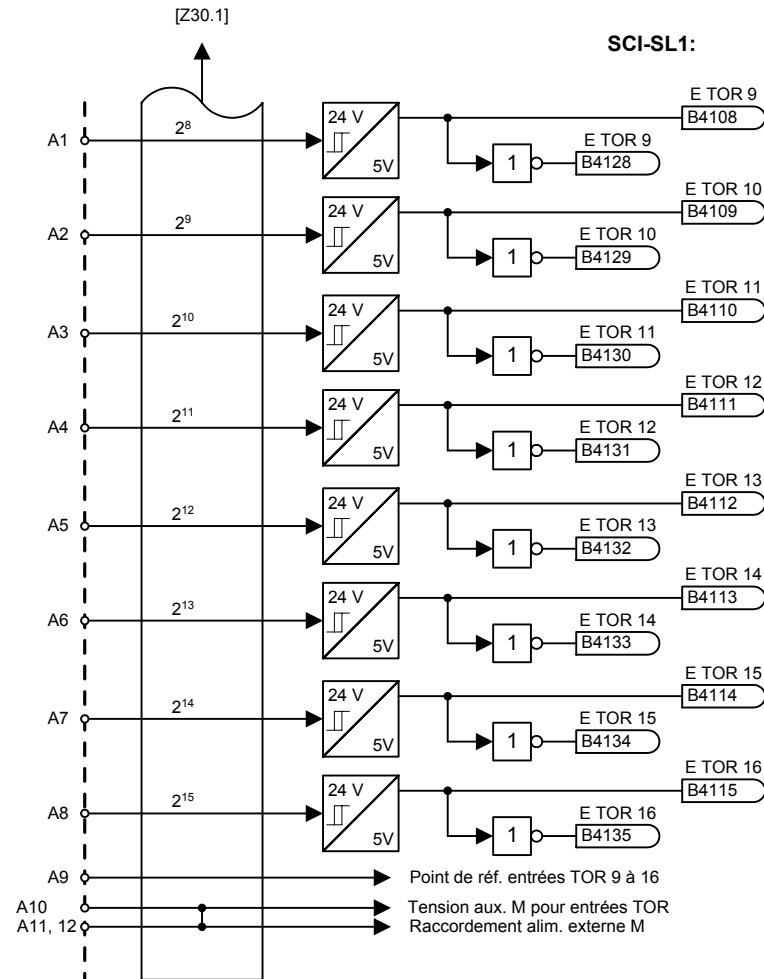 [Z30.1]
SCI-SL1:
E TOR 9
24 V
B4108
2⁸
E TOR 9
A1
1
B4128
5V
E TOR 10
24 V
B4109
2⁹
E TOR 10
A2
1
B4129
5V
E TOR 11
24 V
B4110
2¹⁰
E TOR 11
A3
1
B4130
5V
E TOR 12
24 V
B4111
2¹¹
E TOR 12
A4
1
B4131
5V
E TOR 13
24 V
B4112
2¹²
E TOR 13
A5
1
B4132
5V
E TOR 14
24 V
B4113
2¹³
E TOR 14
A6
1
B4133
5V
E TOR 15
24 V
B4114
2¹⁴
E TOR 15
A7
1
B4134
5V
E TOR 16
24 V
B4115
2¹⁵
E TOR 16
A8
1
B4135
5V
A9
Point de réf. entrées TOR 9 à 16
A10
Tension aux. M pour entrées TOR
A11, 12
Raccordement alim. externe M